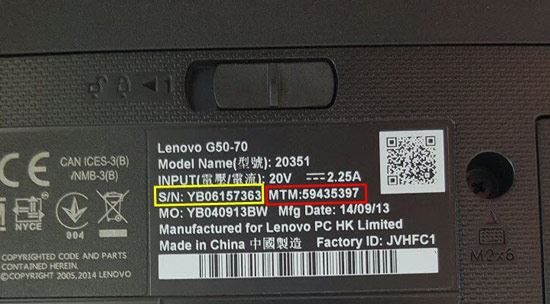 1
Lenovo G50-70
Model Name(型號): 20351
INPUT(電壓/電流): 20V 2.25A
S/N: YB06157363 MTM:59435397
MO: YB040913BW Mfg Date: 14/09/13
Manufactured for Lenovo PC HK Limited
Made in China 中國製造 Factory ID: JVHFC1
CE
CAN ICES-3(B)
/NMB-3(B)
NYCE
004
OPYRIGHTED CODE AND PARTS
CONTAINED HEREIN.
COPYRIGHT 2005,2014 LENOVO
M2x6